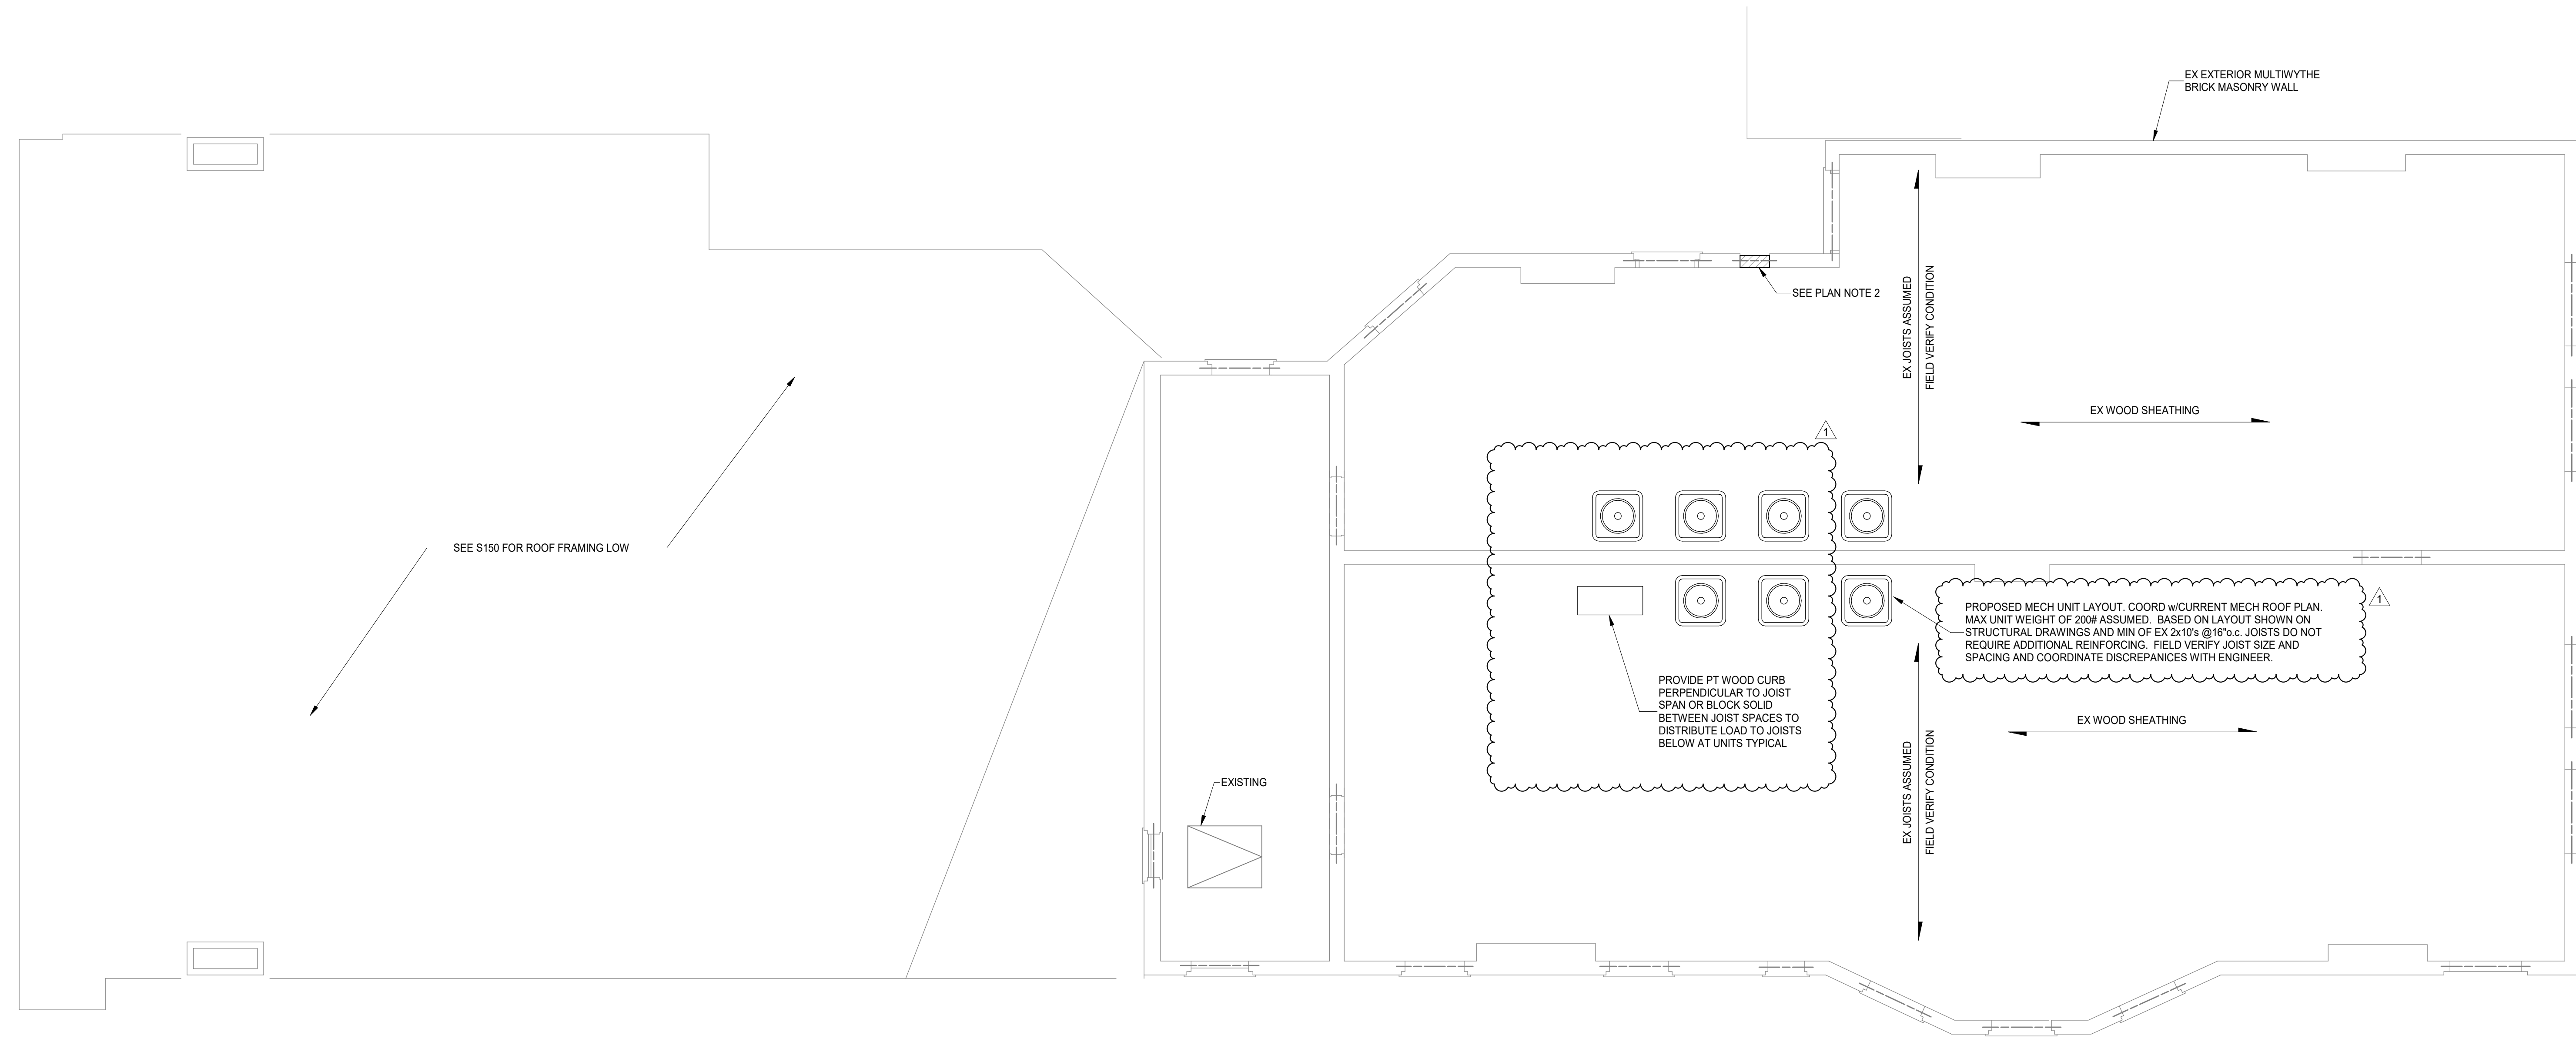 EX EXTERIOR MULTIWYTHE
BRICK MASONRY WALL
SEE PLAN NOTE 2
EX JOISTS ASSUMED
FIELD VERIFY CONDITION
EX WOOD SHEATHING
1
SEE S150 FOR ROOF FRAMING LOW
1
PROPOSED MECH UNIT LAYOUT. COORD w/CURRENT MECH ROOF PLAN.
MAX UNIT WEIGHT OF 200# ASSUMED. BASED ON LAYOUT SHOWN ON
STRUCTURAL DRAWINGS AND MIN OF EX 2x10's @16"o.c. JOISTS DO NOT
REQUIRE ADDITIONAL REINFORCING. FIELD VERIFY JOIST SIZE AND
SPACING AND COORDINATE DISCREPANICES WITH ENGINEER.
PROVIDE PT WOOD CURB
PERPENDICULAR TO JOIST
SPAN OR BLOCK SOLID
BETWEEN JOIST SPACES TO
DISTRIBUTE LOAD TO JOISTS
BELOW AT UNITS TYPICAL
EX WOOD SHEATHING
EX JOISTS ASSUMED
FIELD VERIFY CONDITION
EXISTING